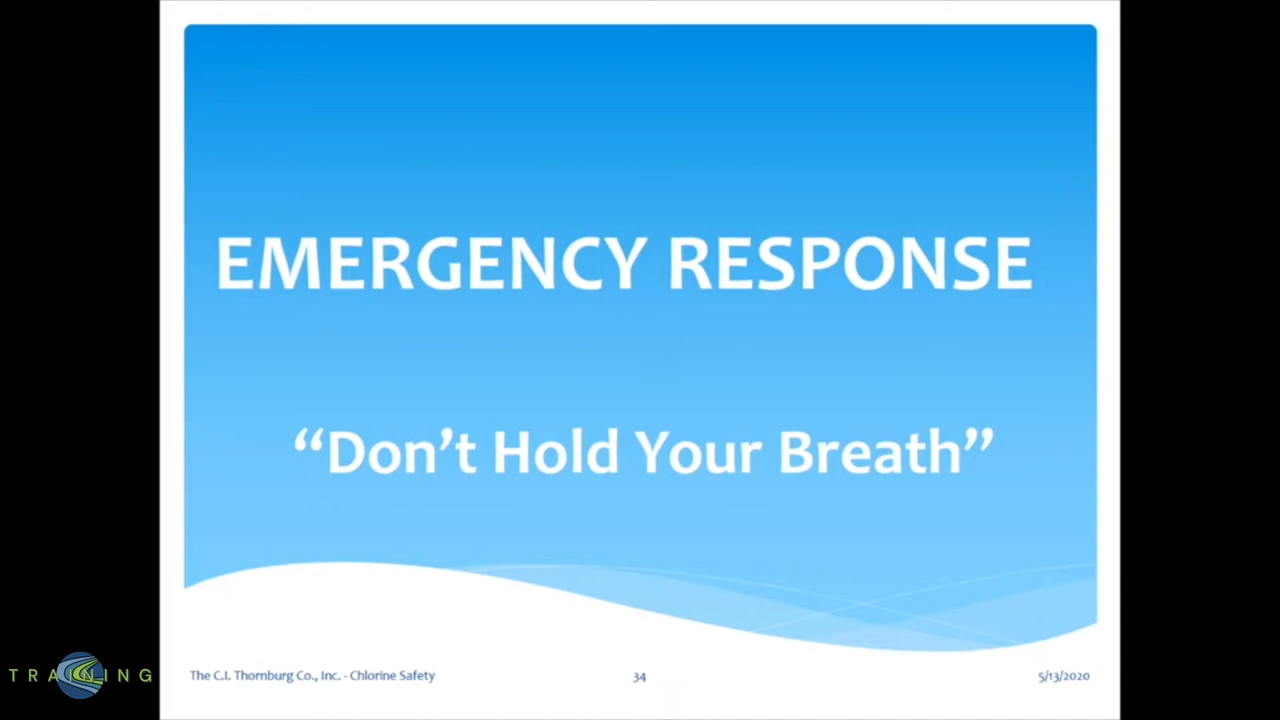 EMERGENCY RESPONSE
“Don’t Hold Your Breath”
The C.I. Thornburg Co., Inc. - Chlorine Safety
34
5/13/2020
TRAINING